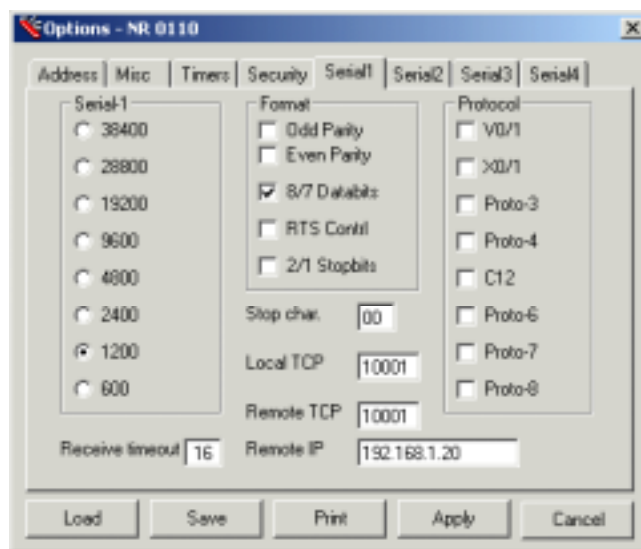 Options - NR 0110
Address Misc Timers Security Serial1 Serial2 Serial3 Serial4
Serial-1
38400
28800
19200
9600
4800
2400
1200
600
Receive timeout 16
Format
Odd Parity
Even Parity
8/7 Databits
RTS Contrl
2/1 Stopbits
Stop char. 00
Local TCP 10001
Remote TCP 10001
Remote IP 192.168.1.20
Protocol
V0/1
X0/1
Proto-3
Proto-4
C12
Proto-6
Proto-7
Proto-8
Load Save Print Apply Cancel